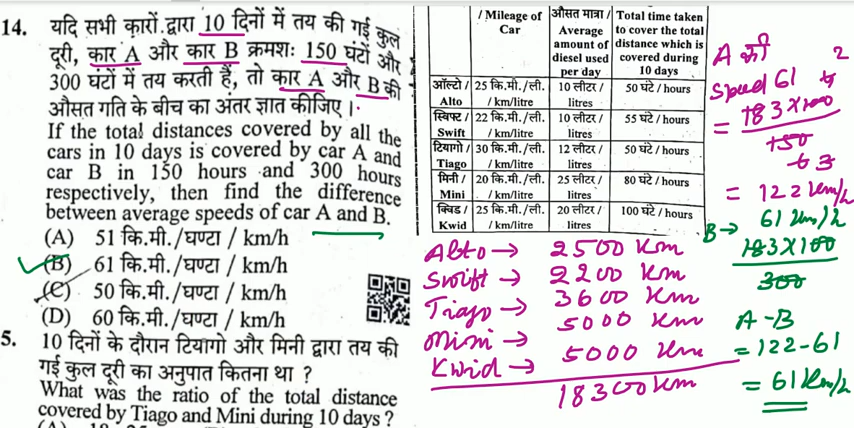 14. यदि सभी कारों द्वारा 10 दिनों में तय की गई कुल
दूरी, कार A और कार B क्रमशः 150 घंटों और
300 घंटों में तय करती हैं, तो कार A और B की
औसत गति के बीच का अंतर ज्ञात कीजिए।
If the total distances covered by all the
cars in 10 days is covered by car A and
car B in 150 hours and 300 hours
respectively, then find the difference
between average speeds of car A and B.
(A) 51 कि.मी./घण्टा / km/h
(B) 61 कि.मी./घण्टा / km/h
(C) 50 कि.मी./घण्टा / km/h
(D) 60 कि.मी./घण्टा / km/h
5. 10 दिनों के दौरान टियागो और मिनी द्वारा तय की
गई कुल दूरी का अनुपात कितना था ?
What was the ratio of the total distance
covered by Tiago and Mini during 10 days ?
/ Mileage of Car | औसत मात्रा / Average amount of diesel used per day | Total time taken to cover the total distance which is covered during 10 days
ऑल्टो / Alto | 25 कि.मी./ली. / km/litre | 10 लीटर / litres | 50 घंटे / hours
स्विफ्ट / Swift | 22 कि.मी./ली. / km/litre | 10 लीटर / litres | 55 घंटे / hours
टियागो / Tiago | 30 कि.मी./ली. / km/litre | 12 लीटर / litres | 50 घंटे / hours
मिनी / Mini | 20 कि.मी./ली. / km/litre | 25 लीटर / litres | 80 घंटे / hours
क्विड / Kwid | 25 कि.मी./ली. / km/litre | 20 लीटर / litres | 100 घंटे / hours
Alto → 2500 Km
Swift → 2200 Km
Tiago → 3600 Km
Mini → 5000 Km
Kwid → 5000 Km
18300 Km
A की
Speed 61
2
= 183×100
150
3
= 122 km/h
61 km/h
B → 183×100
300
A - B
= 122 - 61
= 61 km/h